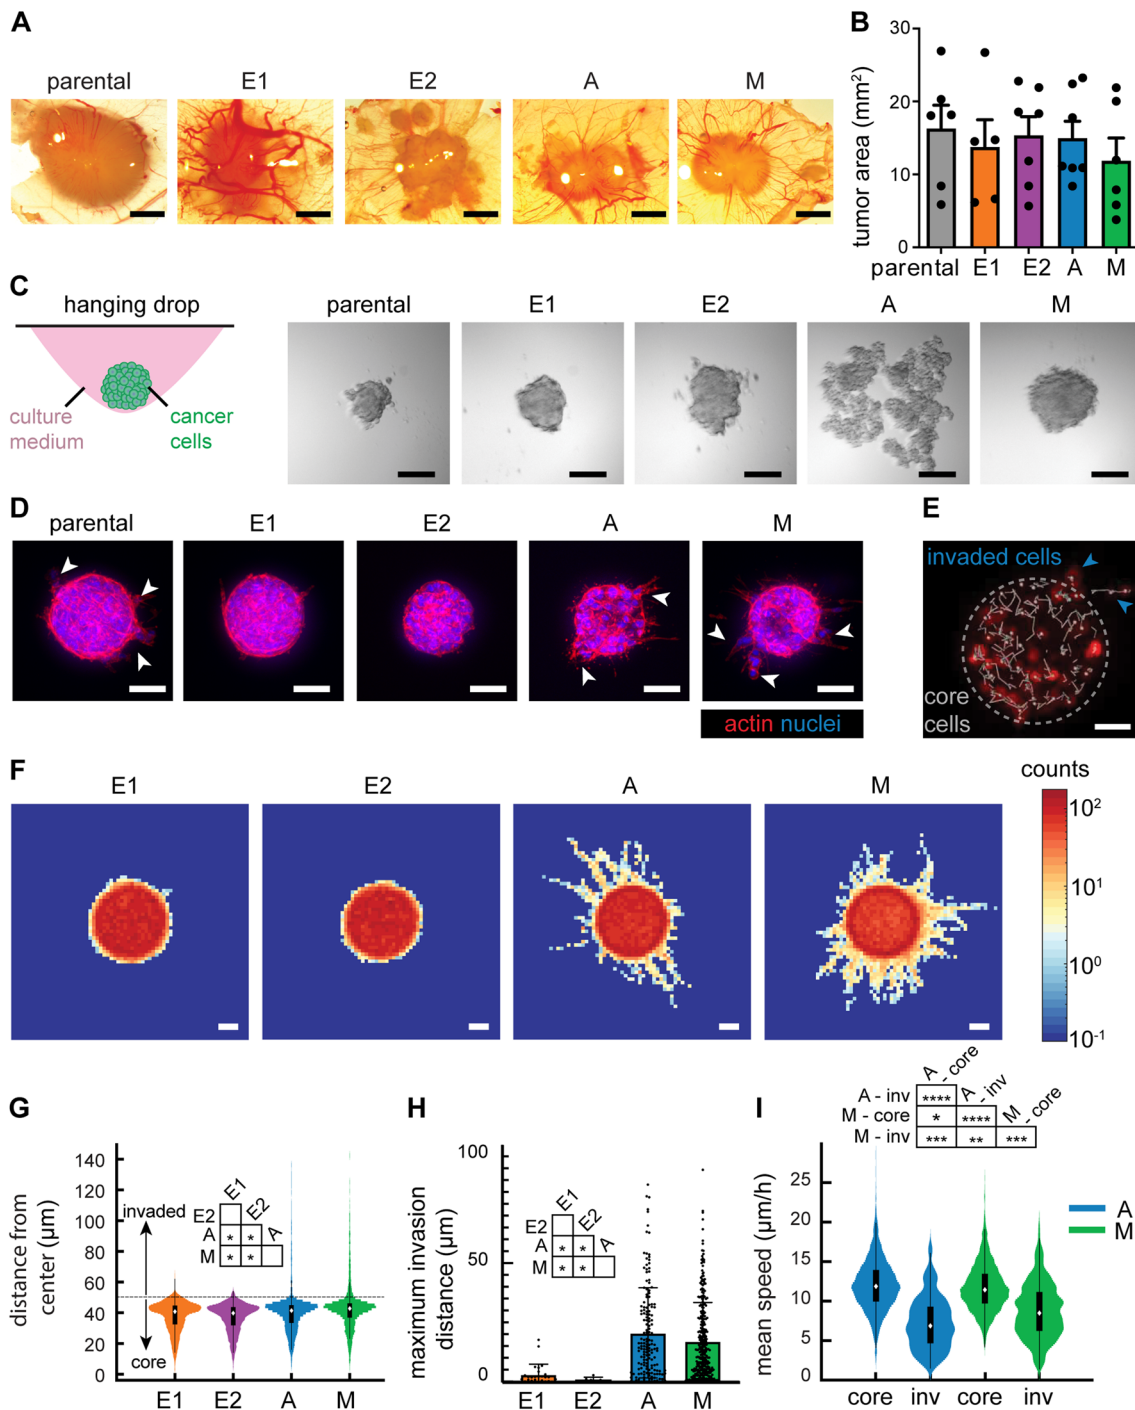 A
parental
E1
E2
A
M
B
tumor area (mm²)
30
20
10
0
parental
E1
E2
A
M
C
hanging drop
culture
medium
cancer
cells
parental
E1
E2
A
M
D
parental
E1
E2
A
M
actin nuclei
E
invaded cells
core
cells
F
E1
E2
A
M
counts
10²
10¹
10⁰
10⁻¹
G
distance from
center (µm)
140
120
100
80
60
40
20
0
invaded
core
E1
E2
A
E2
A * *
M * *
E1
E2
A
M
H
maximum invasion
distance (µm)
100
50
0
E1
E2
A
E2
A * *
M * *
E1
E2
A
M
I
A - core
A - inv
M - core
A - inv ****
M - core * ****
M - inv *** ** ***
mean speed (µm/h)
25
20
15
10
5
0
A
M
core
inv
core
inv